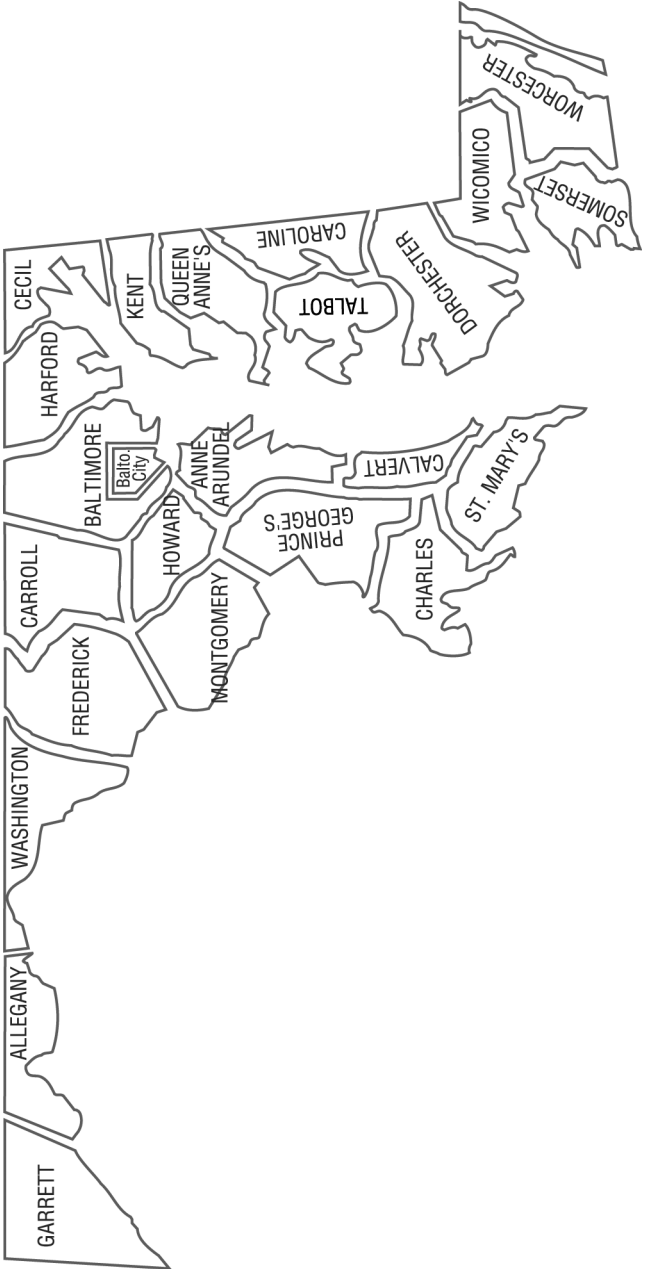 GARRETT
ALLEGANY
WASHINGTON
FREDERICK
CARROLL
BALTIMORE
Balto.
City
HARFORD
CECIL
MONTGOMERY
HOWARD
ANNE
ARUNDEL
KENT
QUEEN
ANNE'S
PRINCE
GEORGE'S
CAROLINE
TALBOT
CHARLES
CALVERT
ST. MARY'S
DORCHESTER
WICOMICO
WORCESTER
SOMERSET